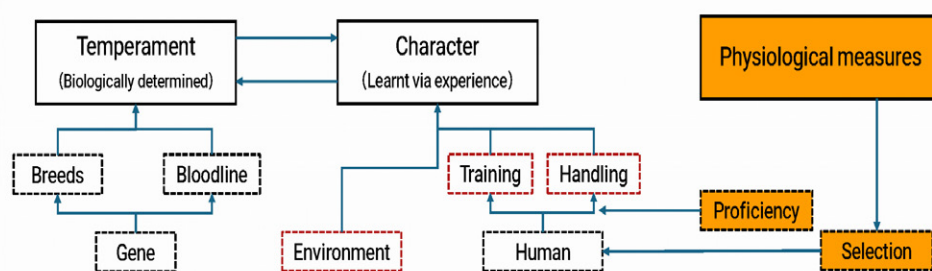 Temperament
(Biologically determined)
Character
(Learnt via experience)
Physiological measures
Breeds
Bloodline
Training
Handling
Proficiency
Gene
Environment
Human
Selection